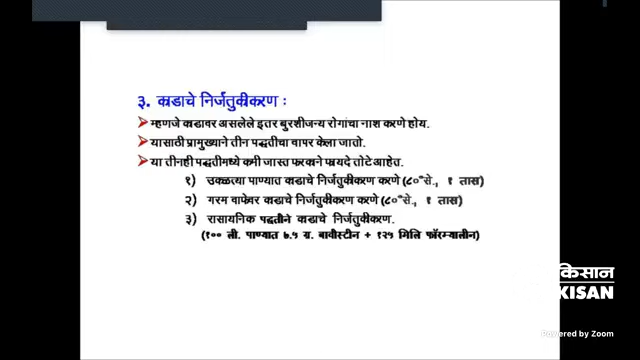 ३. काडाचे निर्जंतुकीकरण :
म्हणजे काडावर असलेले इतर बुरशीजन्य रोगांचा नाश करणे होय.
यासाठी प्रामुख्याने तीन पद्धतीचा वापर केला जातो.
या तीनही पद्धतीमध्ये कमी जास्त फरकाने फायदे तोटे आहेत.
१) उकळत्या पाण्यात काडाचे निर्जंतुकीकरण करणे (८०°से., १ तास)
२) गरम वाफेवर काडाचे निर्जंतुकीकरण करणे (८०°से., १ तास)
३) रासायनिक पद्धतीने काडाचे निर्जंतुकीकरण.
(१०० ली. पाण्यात ७.५ ग्र. बावीस्टीन + १२५ मिलि फॉरम्यालीन)
किसान
KISAN
Powered by Zoom